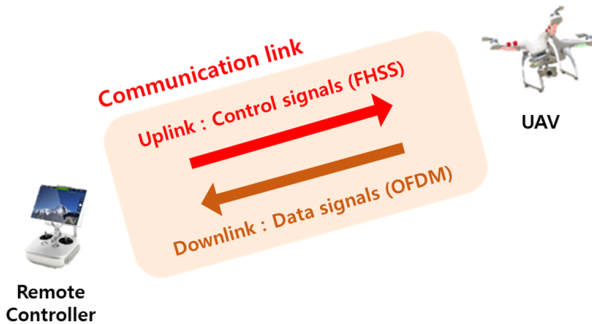 Communication link
Uplink : Control signals (FHSS)
UAV
Downlink : Data signals (OFDM)
Remote
Controller